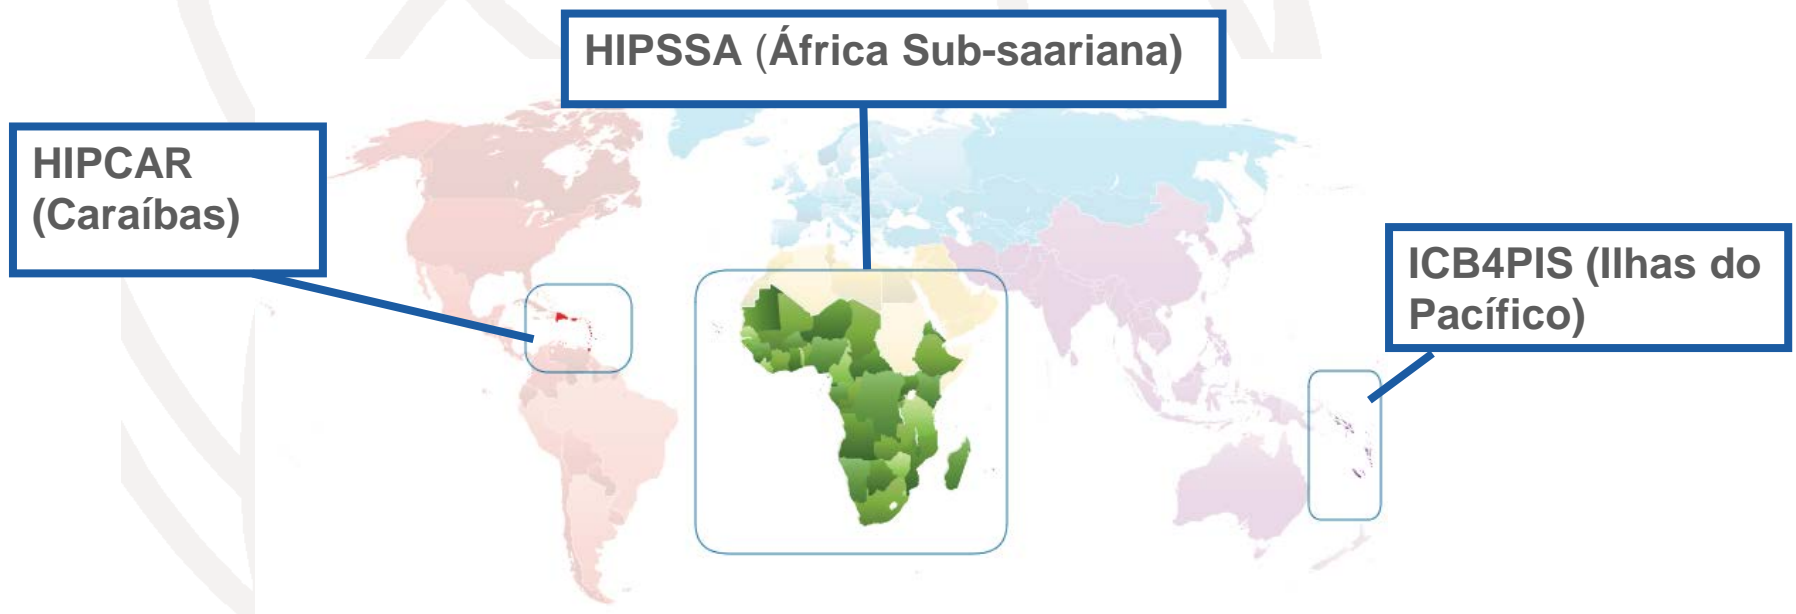 HIPSSA (África Sub-saariana)
HIPCAR
(Caraíbas)
ICB4PIS (Ilhas do
Pacífico)